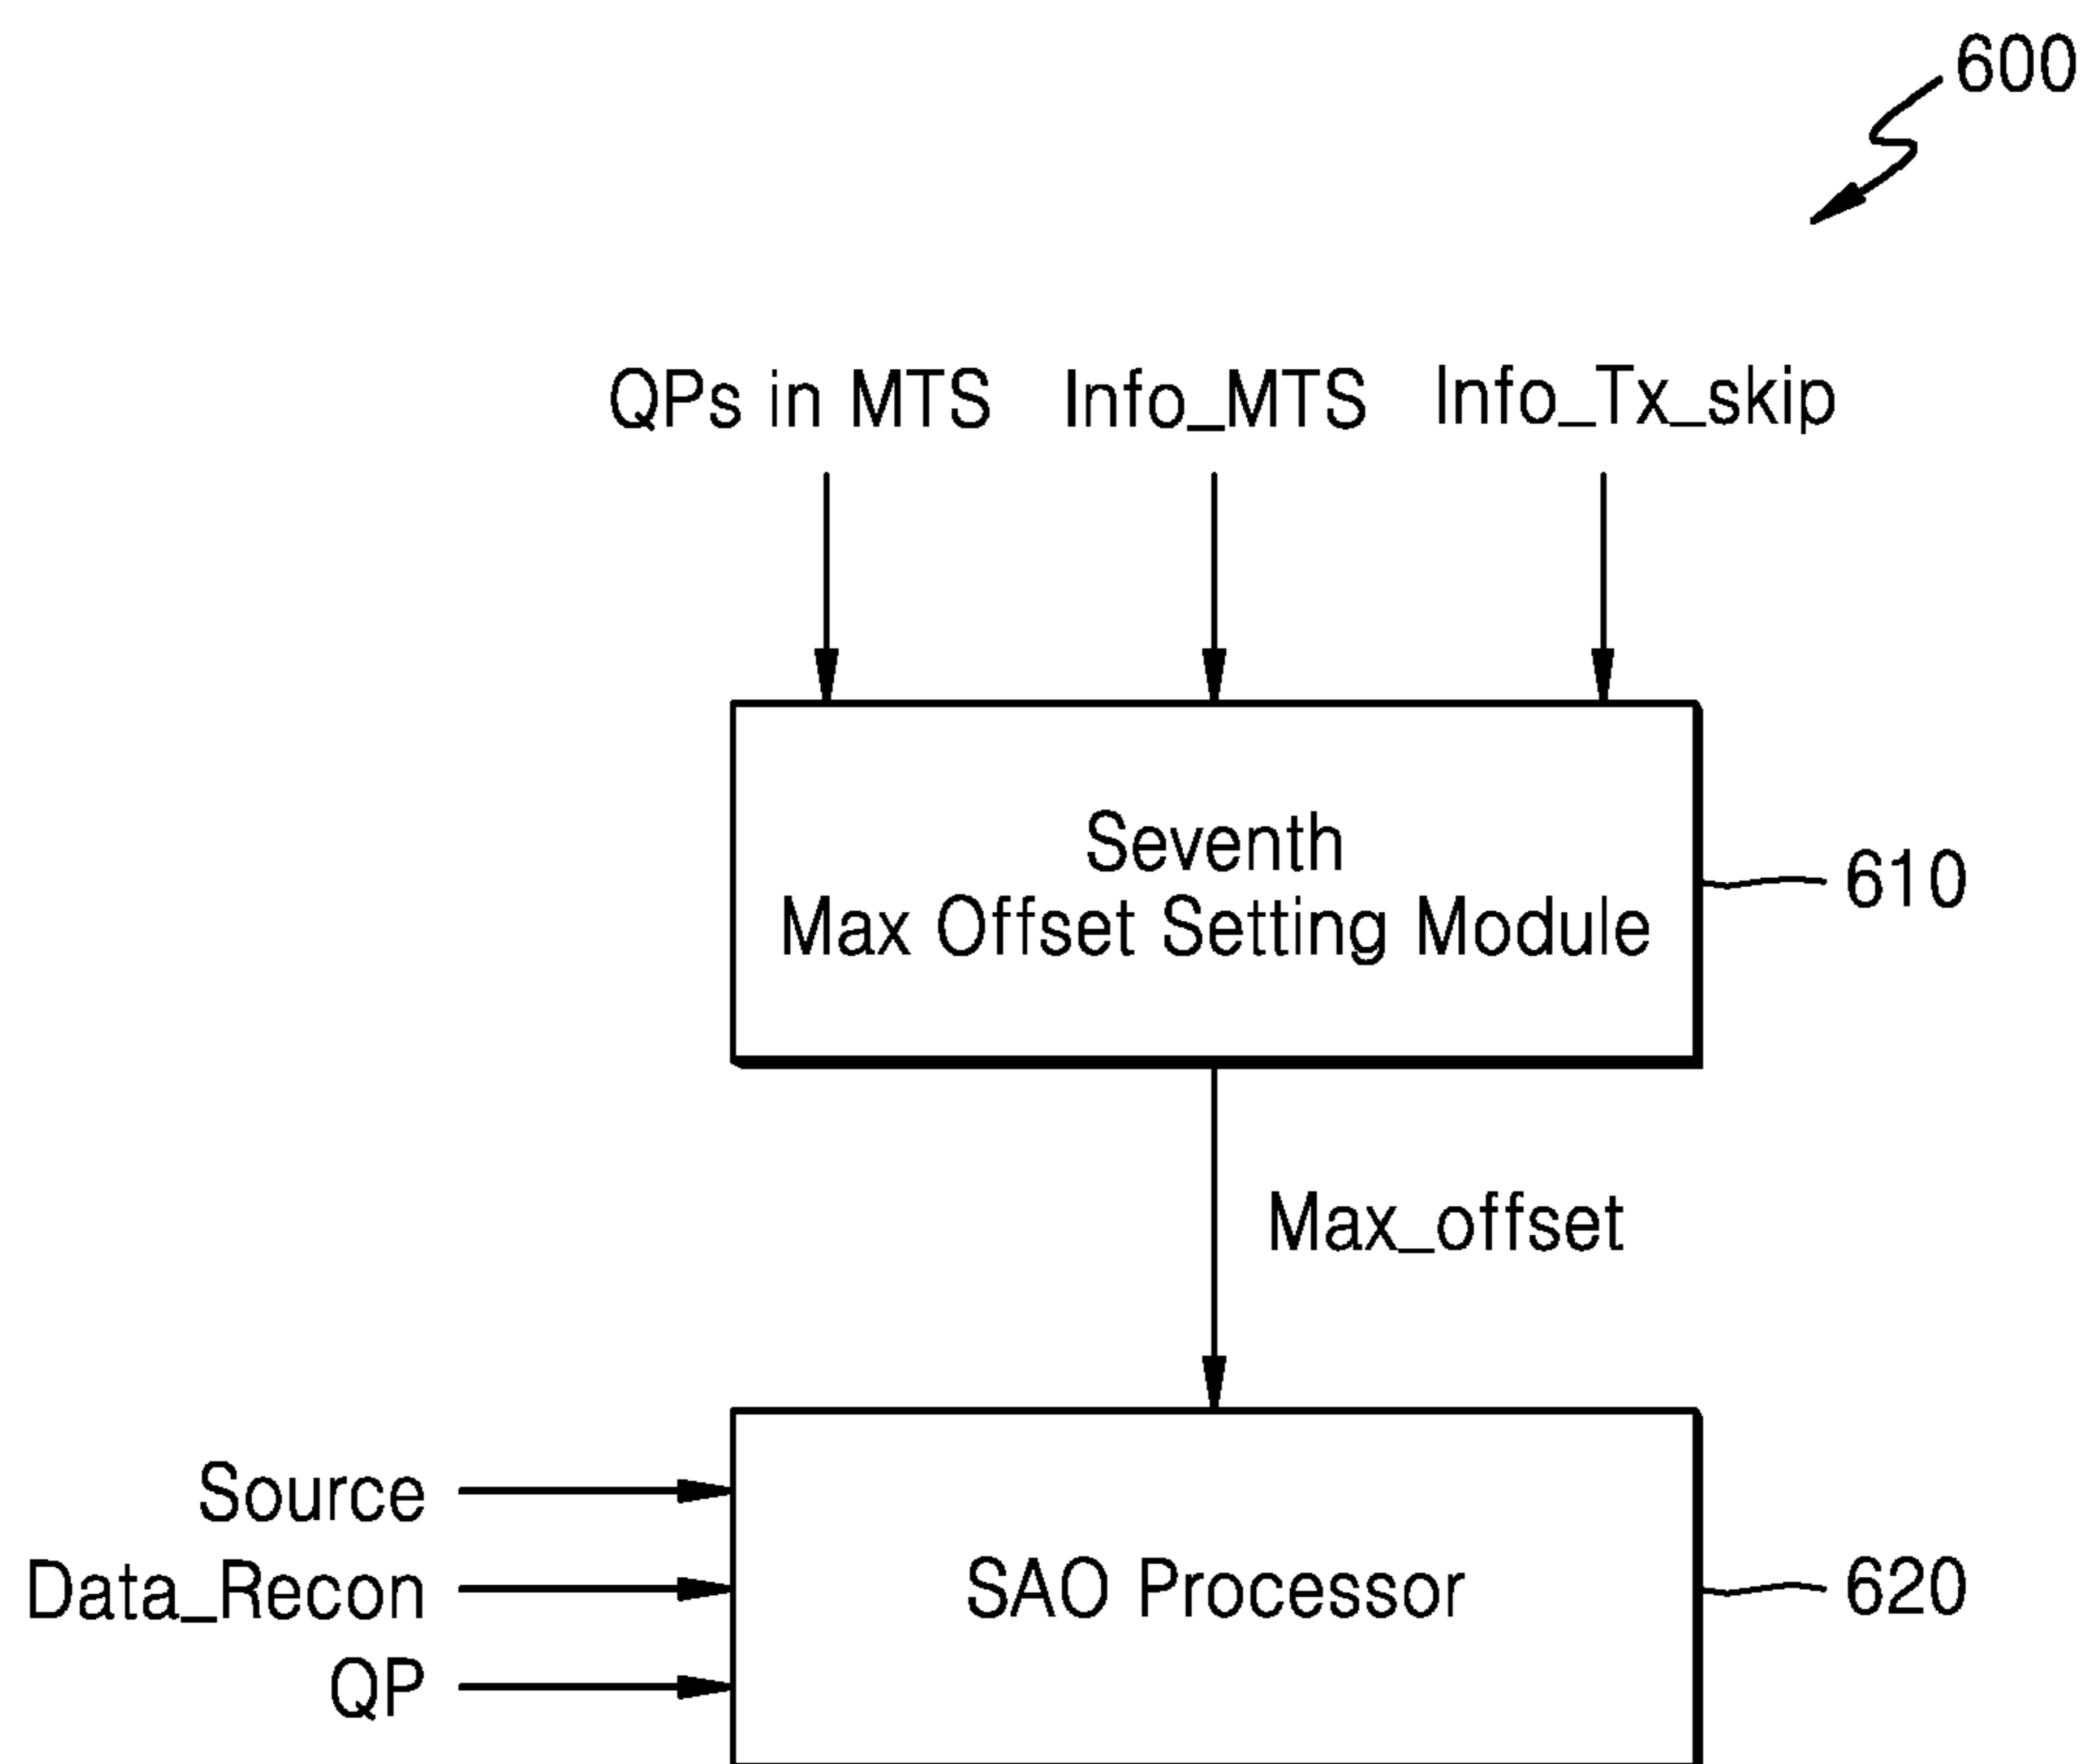 600
QPs in MTS
Info_MTS
Info_Tx_skip
Seventh
Max Offset Setting Module
610
Max_offset
Source
Data_Recon
QP
SAO Processor
620